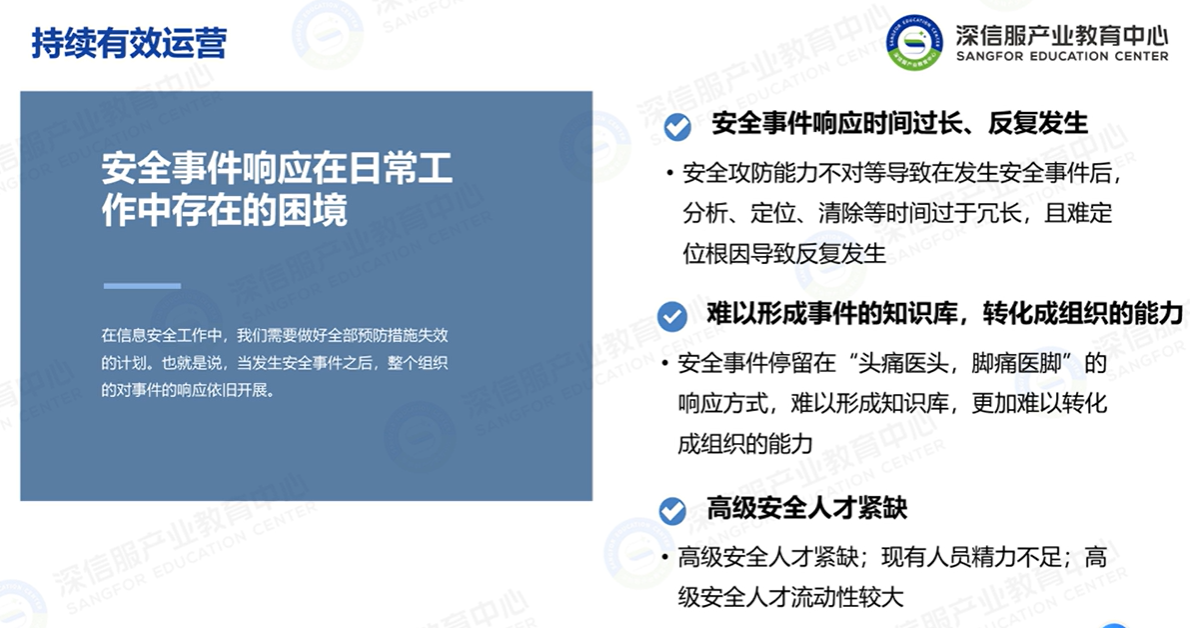 持续有效运营
深信服产业教育中心
SANGFOR EDUCATION CENTER
安全事件响应在日常工
作中存在的困境
在信息安全工作中，我们需要做好全部预防措施失效
的计划。也就是说，当发生安全事件之后，整个组织
的对事件的响应依旧开展。
安全事件响应时间过长、反复发生
• 安全攻防能力不对等导致在发生安全事件后，
分析、定位、清除等时间过于冗长，且难定
位根因导致反复发生
难以形成事件的知识库，转化成组织的能力
• 安全事件停留在“头痛医头，脚痛医脚”的
响应方式，难以形成知识库，更加难以转化
成组织的能力
高级安全人才紧缺
• 高级安全人才紧缺；现有人员精力不足；高
级安全人才流动性较大